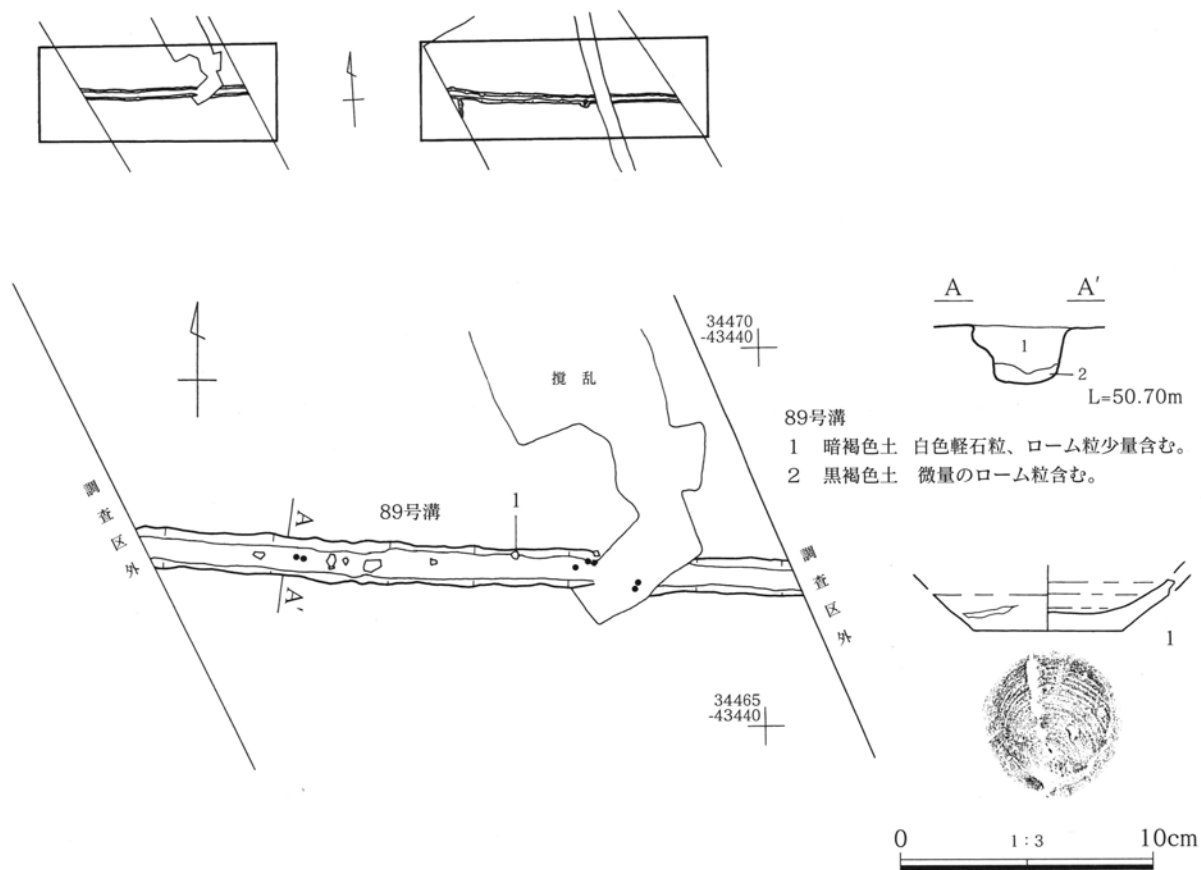 34470
-43440
攪乱
A A′
1
2
L=50.70m
89号溝
1 暗褐色土 白色軽石粒、ローム粒少量含む。
2 黒褐色土 微量のローム粒含む。
調査区外
A
89号溝
1
A′
調査区外
34465
-43440
1
0 1：3 10cm